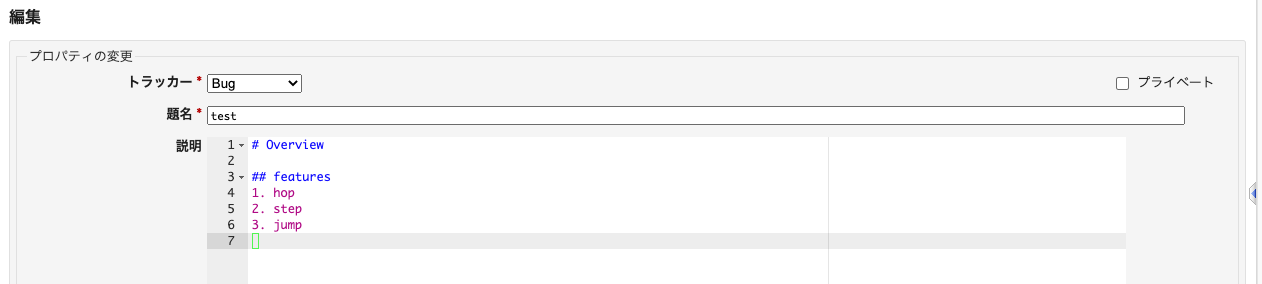 編集
プロパティの変更
トラッカー * Bug プライベート
題名 * test
説明 1 # Overview
2
3 ## features
4 1. hop
5 2. step
6 3. jump
7